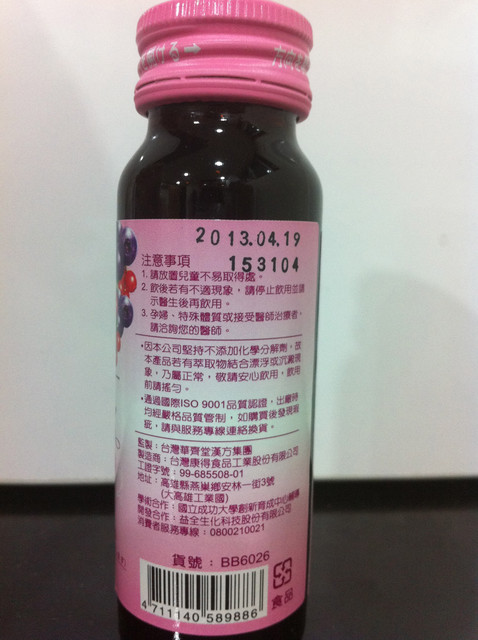 開ける→
2013.04.19
153104
注意事項
1. 請放置兒童不易取得處。
2. 飲後若有不適現象，請停止飲用並請
示醫生後再飲用。
3. 孕婦、特殊體質或接受醫師治療者，
請洽詢您的醫師。
•因本公司堅持不添加化學分解劑。故
本產品若有萃取物結合漂浮或沉澱現
象，乃屬正常，敬請安心飲用，飲用
前請搖勻。
•通過國際ISO 9001品質認證，出廠時
均經嚴格品質管制，如購買後發現瑕
疵，請與服務專線連絡換貨。
監製：台灣華齊堂漢方集團
製造商：台灣康得食品工業股份有限公司
工證字號：99-685508-01
地址：高雄縣燕巢鄉安林一街3號
(大高雄工業園)
學術合作：國立成功大學創新育成中心輔導
開發合作：益全生化科技股份有限公司
消費者服務專線：0800210021
貨號：BB6026
4 711140 589886
食品